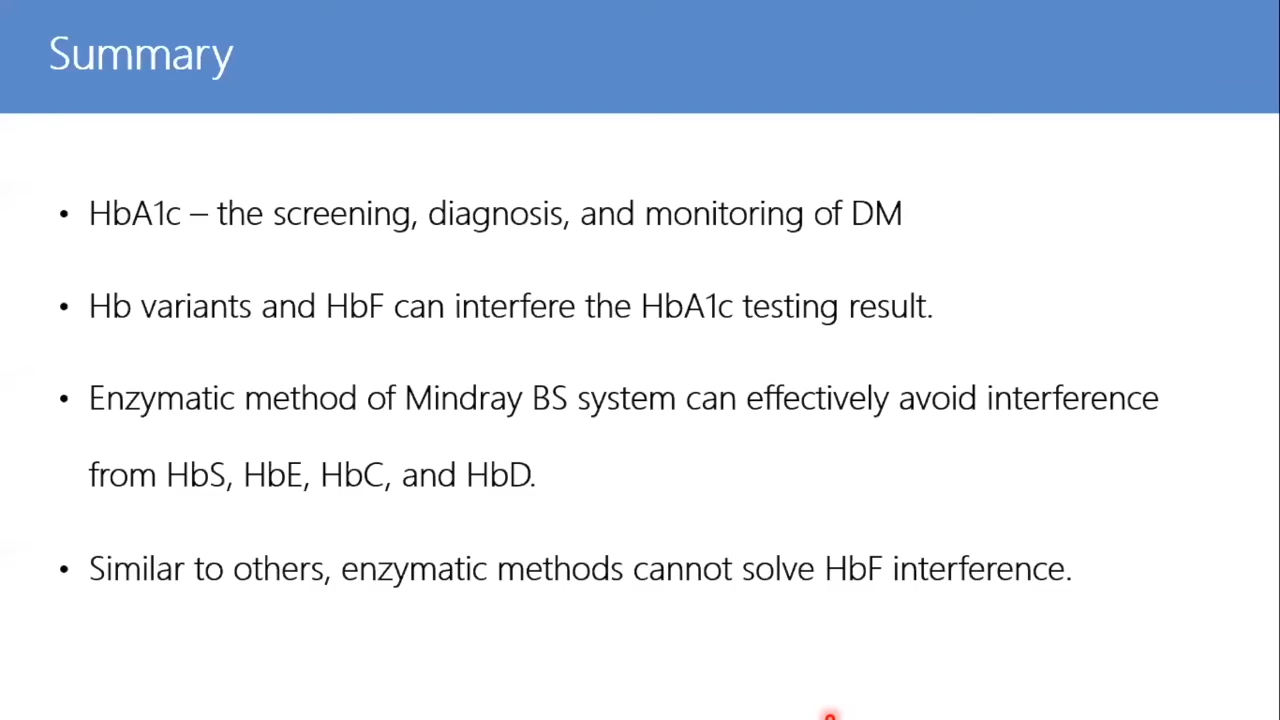 Summary
• HbA1c – the screening, diagnosis, and monitoring of DM
• Hb variants and HbF can interfere the HbA1c testing result.
• Enzymatic method of Mindray BS system can effectively avoid interference
from HbS, HbE, HbC, and HbD.
• Similar to others, enzymatic methods cannot solve HbF interference.